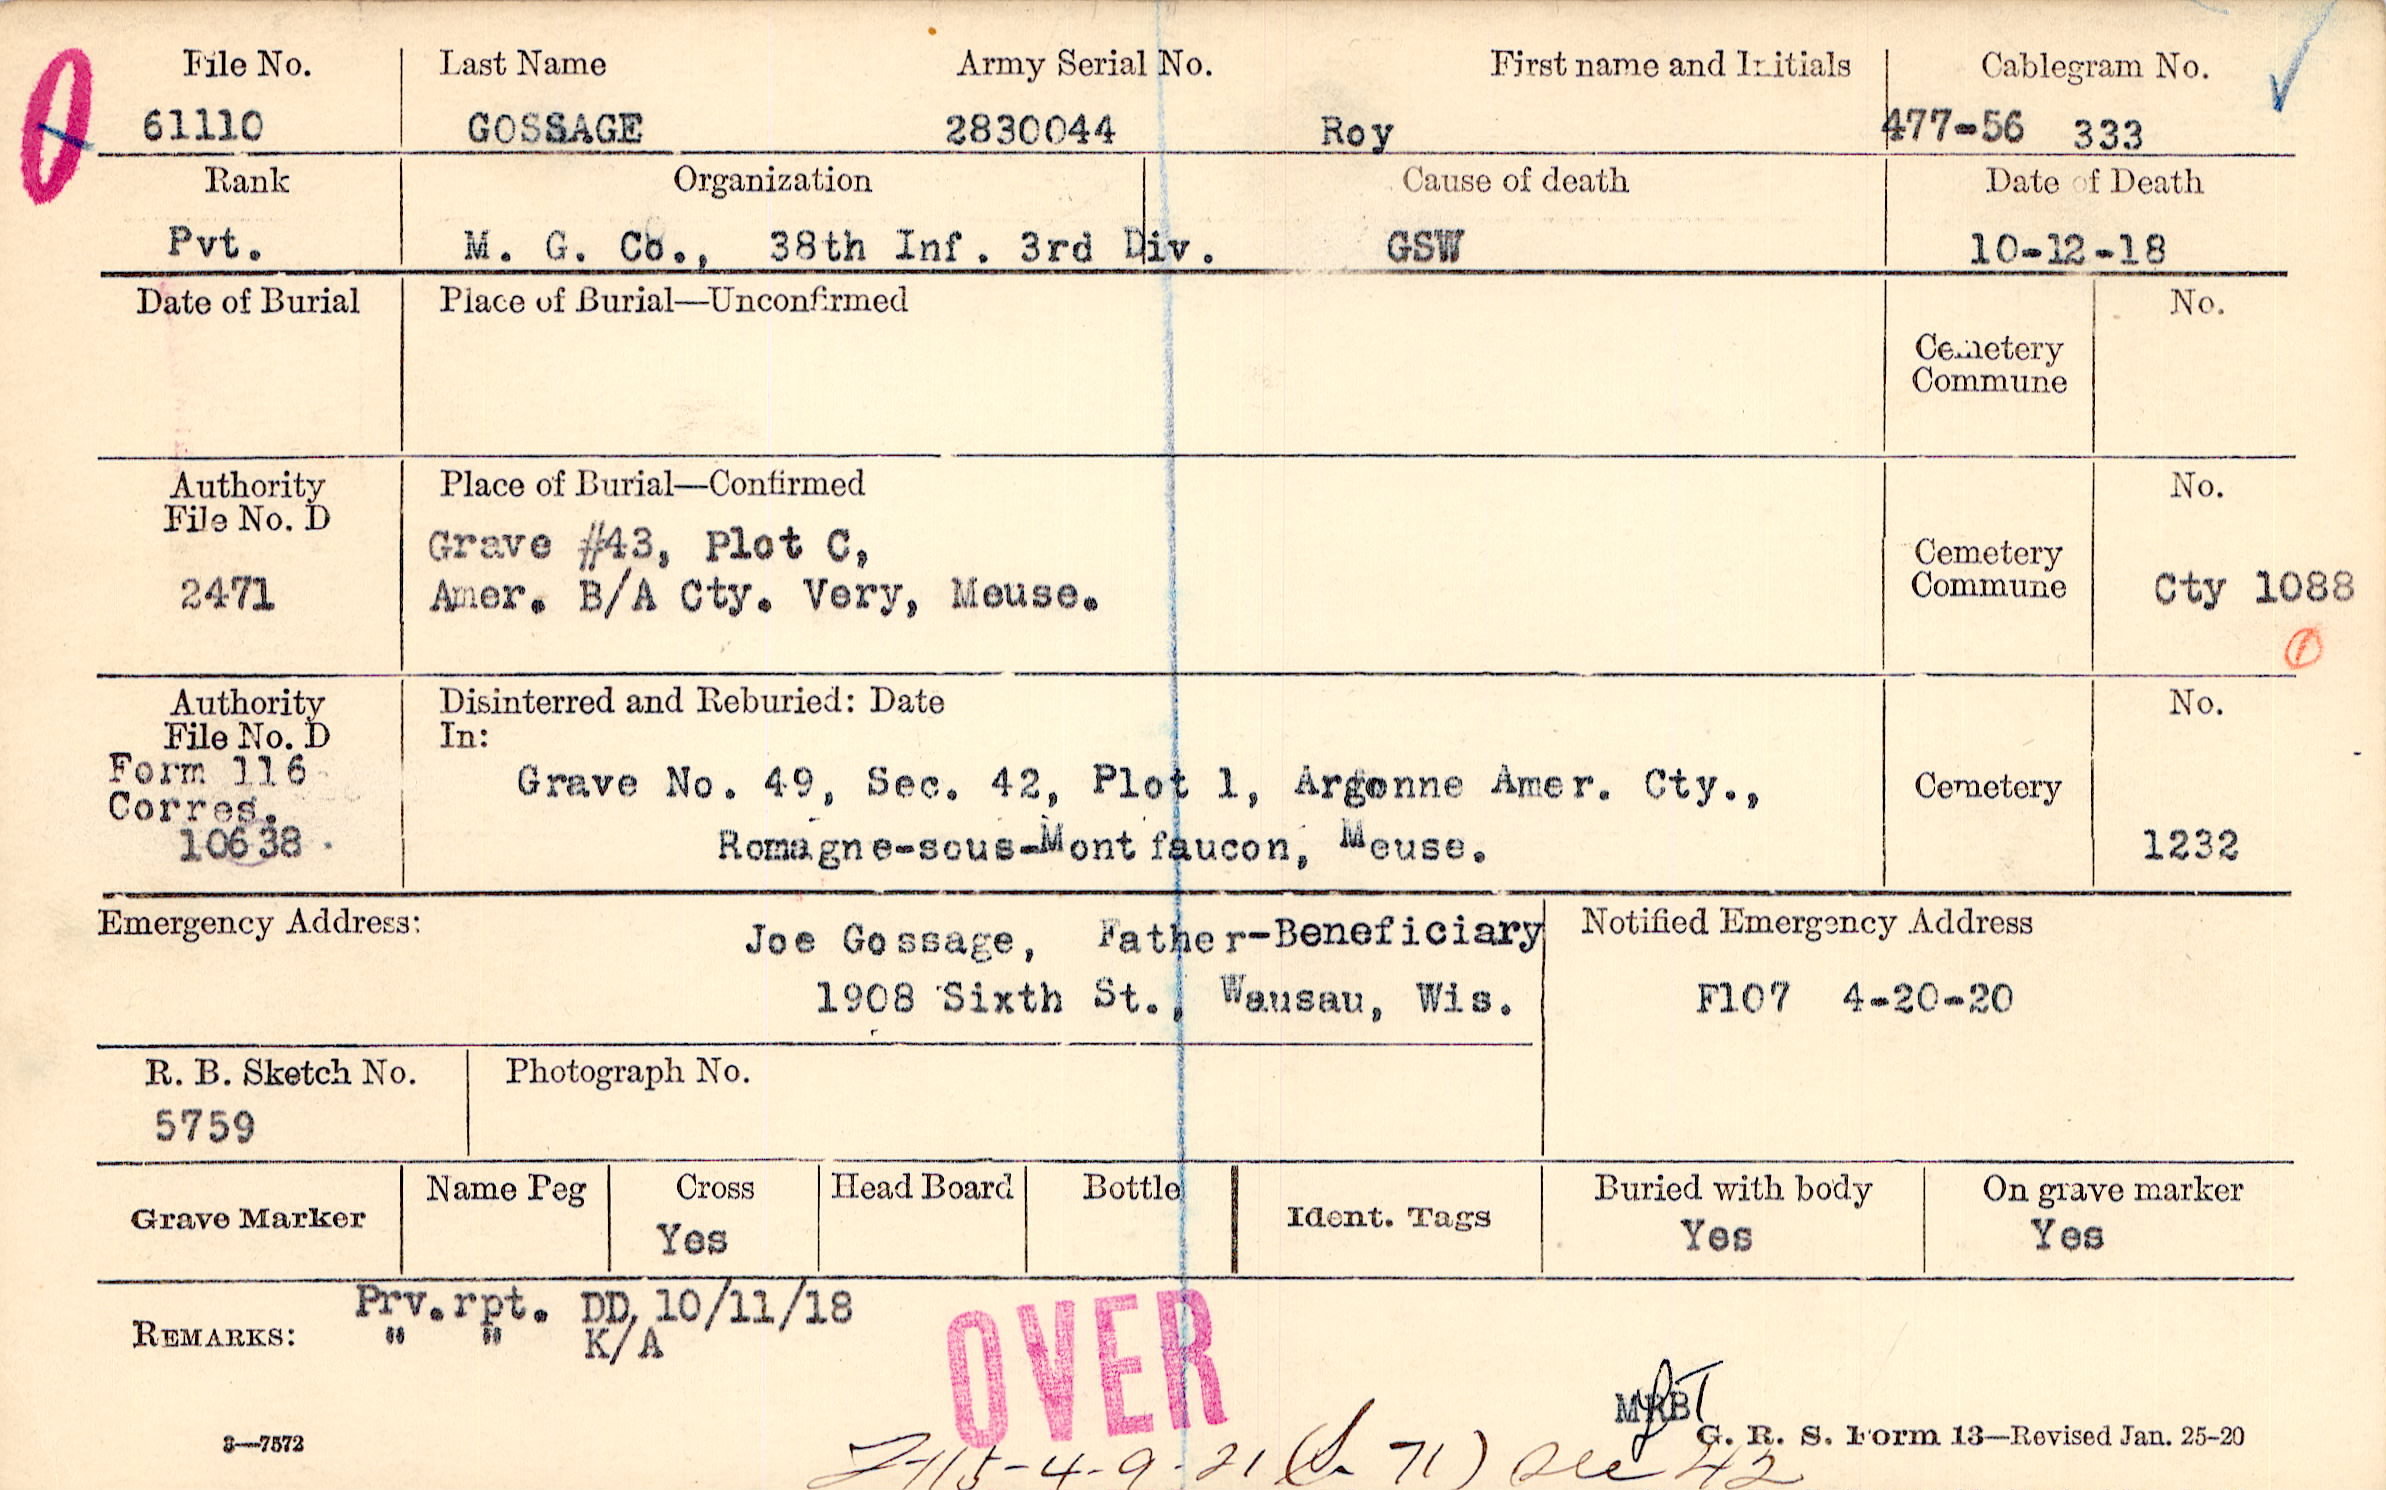 File No. Last Name Army Serial No. First name and Initials Cablegram No.
61110 GOSSAGE 2830044 Roy 477-56 333
Rank Organization Cause of death Date of Death
Pvt. M. G. Co., 38th Inf. 3rd Div. GSW 10-12-18
Date of Burial Place of Burial—Unconfirmed No.
Cemetery
Commune
Authority Place of Burial—Confirmed No.
File No. D
Grave #43, Plot C,
Cemetery
2471 Amer. B/A Cty. Very, Meuse. Commune Cty 1088
1
Authority Disinterred and Reburied: Date No.
File No. D In:
Form 116 Grave No. 49, Sec. 42, Plot 1, Argonne Amer. Cty., Cemetery
Corres.
10638 Romagne-sous-Montfaucon, Meuse. 1232
Emergency Address: Joe Gossage, Father-Beneficiary Notified Emergency Address
1908 Sixth St., Wausau, Wis. F107 4-20-20
R. B. Sketch No. Photograph No.
5759
Grave Marker Name Peg Cross Head Board Bottle Ident. Tags Buried with body On grave marker
Yes Yes Yes
Prv.rpt. DD, 10/11/18
REMARKS: " " K/A
OVER
MRB
3—7572 G. R. S. Form 13—Revised Jan. 25-20
4-9-21 71) 42